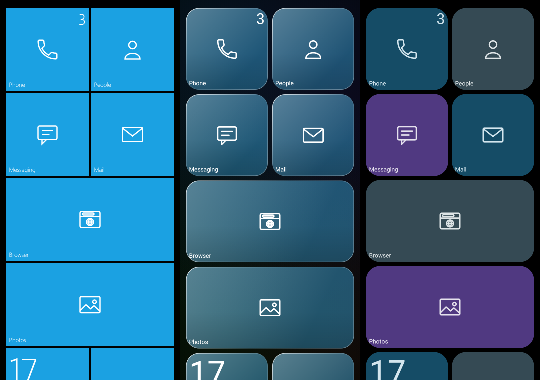 3
Phone
People
Messaging
Mail
Browser
Photos
17
3
Phone
People
Messaging
Mail
Browser
Photos
17
3
Phone
People
Messaging
Mail
Browser
Photos
17